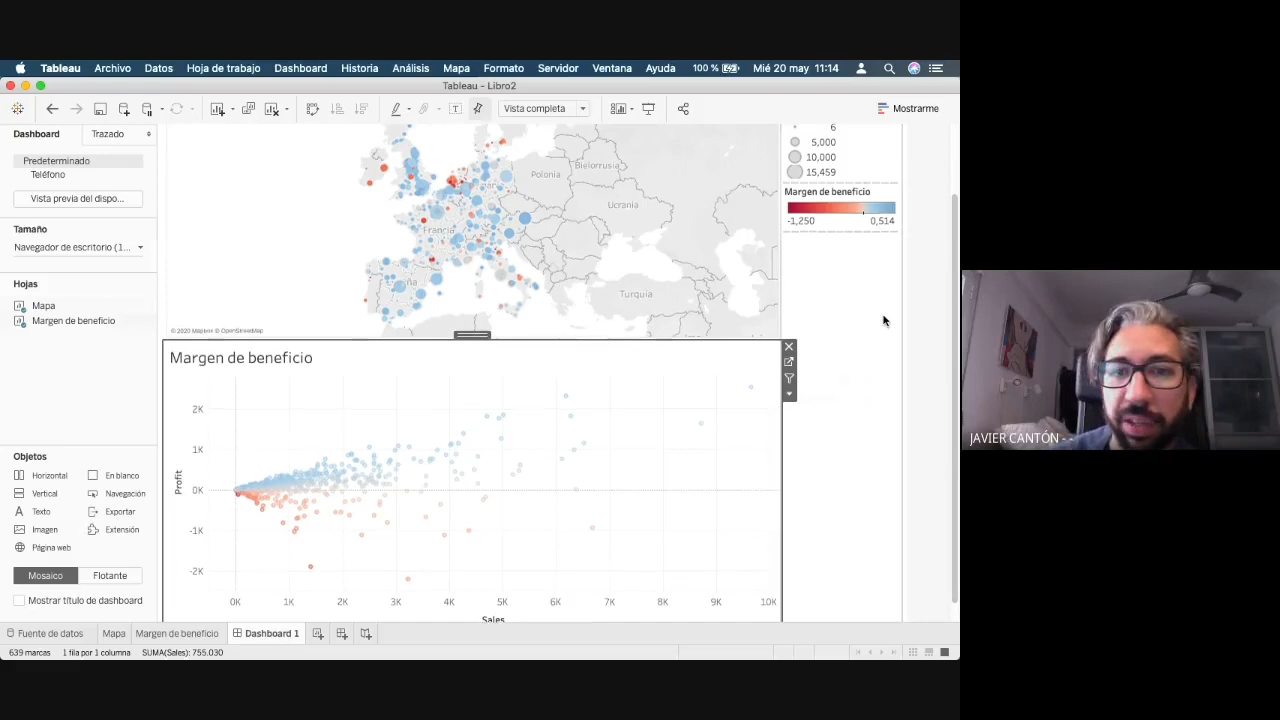 Tableau Archivo Datos Hoja de trabajo Dashboard Historia Análisis Mapa Formato Servidor Ventana Ayuda 100 % Mié 20 may 11:14
Tableau - Libro2
Vista completa
Mostrarme
Dashboard Trazado
Predeterminado
Teléfono
Vista previa del dispo...
Tamaño
Navegador de escritorio (1...
Hojas
Mapa
Margen de beneficio
Objetos
Horizontal En blanco
Vertical Navegación
Texto Exportar
Imagen Extensión
Página web
Mosaico Flotante
Mostrar título de dashboard
Polonia
Bielorrusia
Ucrania
Francia
Turquía
© 2020 Mapbox © OpenStreetMap
6
5,000
10,000
15,459
Margen de beneficio
-1,250 0,514
Margen de beneficio
2K
1K
0K
-1K
-2K
Profit
0K 1K 2K 3K 4K 5K 6K 7K 8K 9K 10K
Sales
Fuente de datos Mapa Margen de beneficio Dashboard 1
639 marcas 1 fila por 1 columna SUMA(Sales): 755.030
JAVIER CANTÓN - -